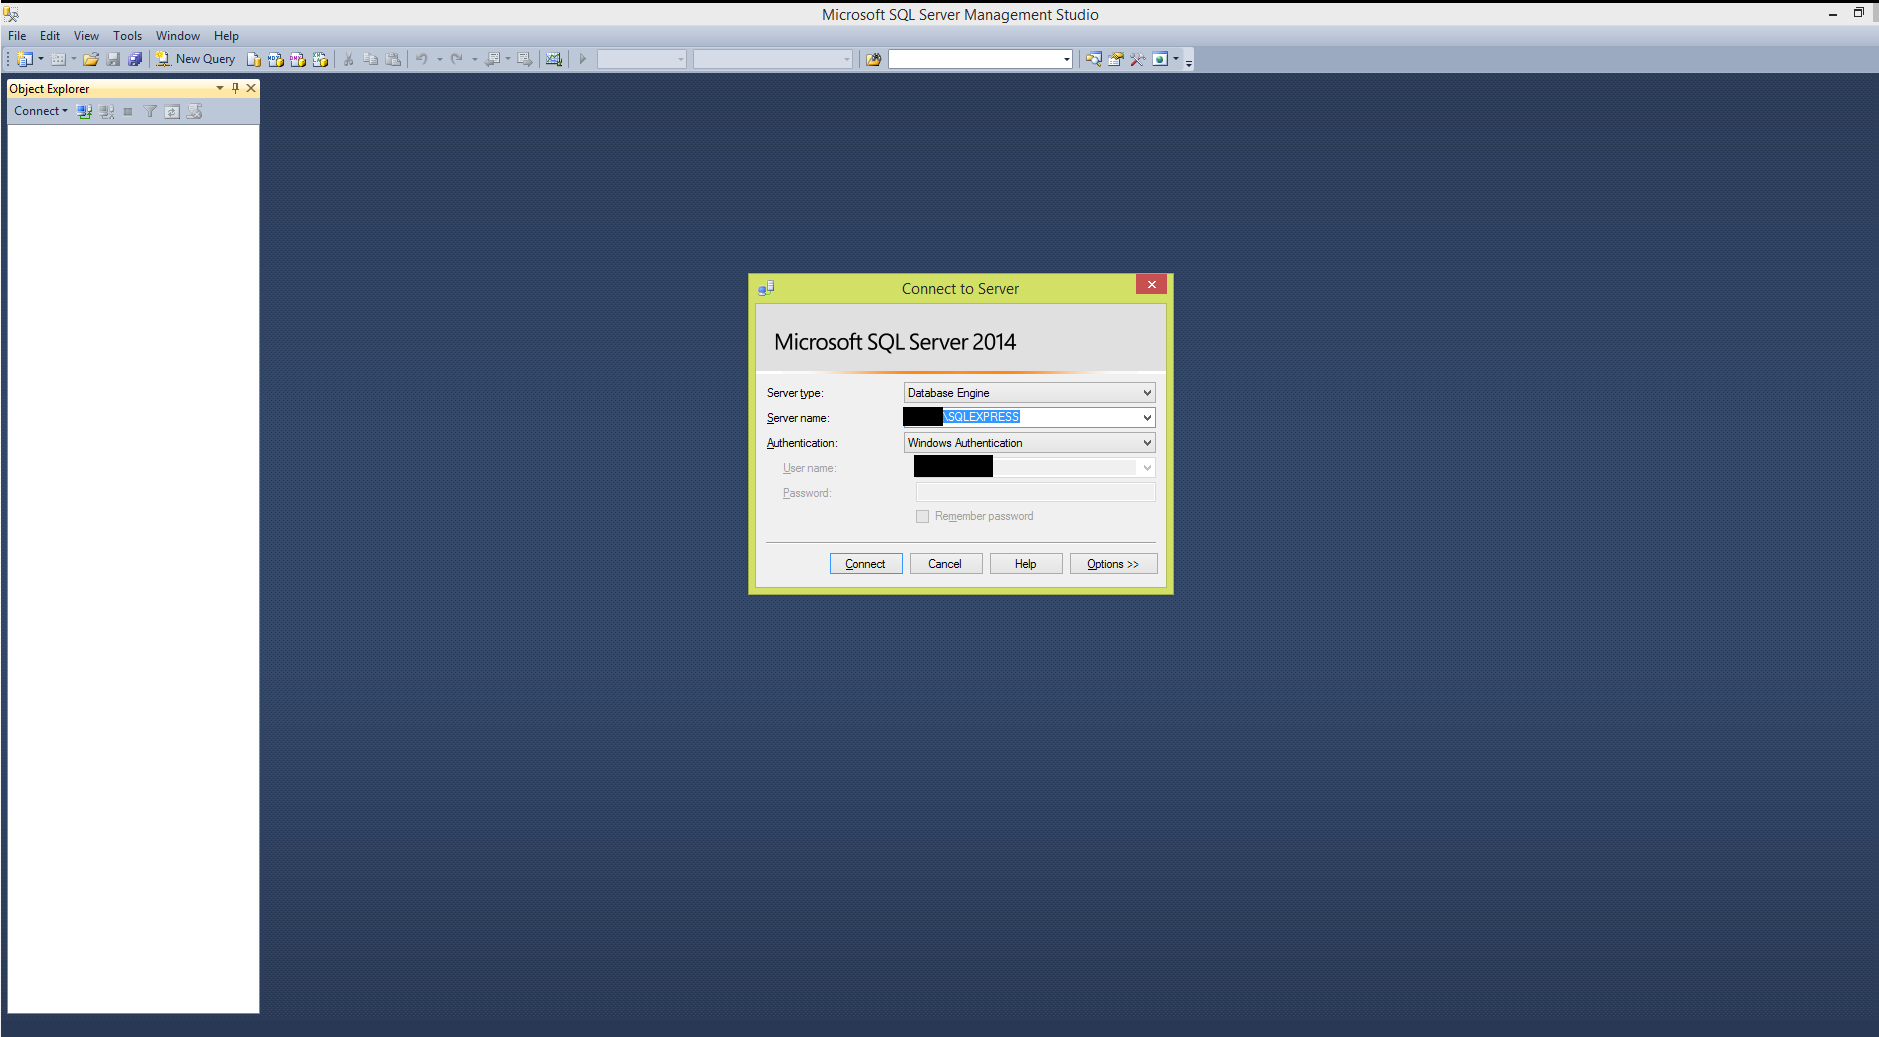 Microsoft SQL Server Management Studio
File Edit View Tools Window Help
New Query
Object Explorer
Connect
Connect to Server
Microsoft SQL Server 2014
Server type: Database Engine
Server name: \SQLEXPRESS
Authentication: Windows Authentication
User name:
Password:
Remember password
Connect Cancel Help Options >>